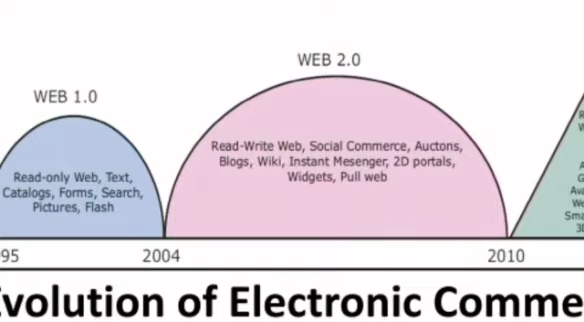 WEB 2.0
WEB 1.0
Read-Write Web, Social Commerce, Auctons,
Blogs, Wiki, Instant Mesenger, 2D portals,
Widgets, Pull web
Read-only Web, Text,
Catalogs, Forms, Search,
Pictures, Flash
95
2004
2010
volution of Electronic Comme